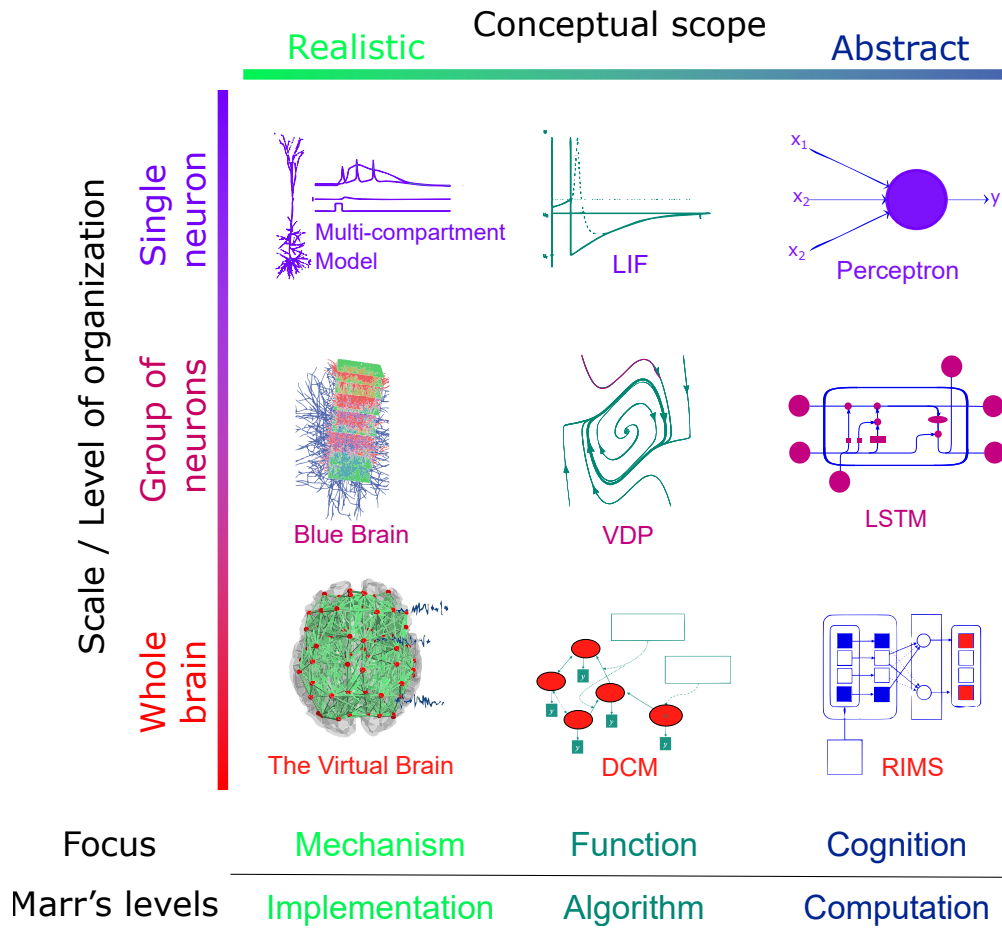 Conceptual scope
Realistic
Abstract
Scale / Level of organization
Single
neuron
Multi-compartment
Model
LIF
x1
x2
x2
y
Perceptron
Group of
neurons
Blue Brain
VDP
LSTM
Whole
brain
y
y
y
y
y
The Virtual Brain
DCM
RIMS
Focus
Mechanism
Function
Cognition
Marr's levels
Implementation
Algorithm
Computation